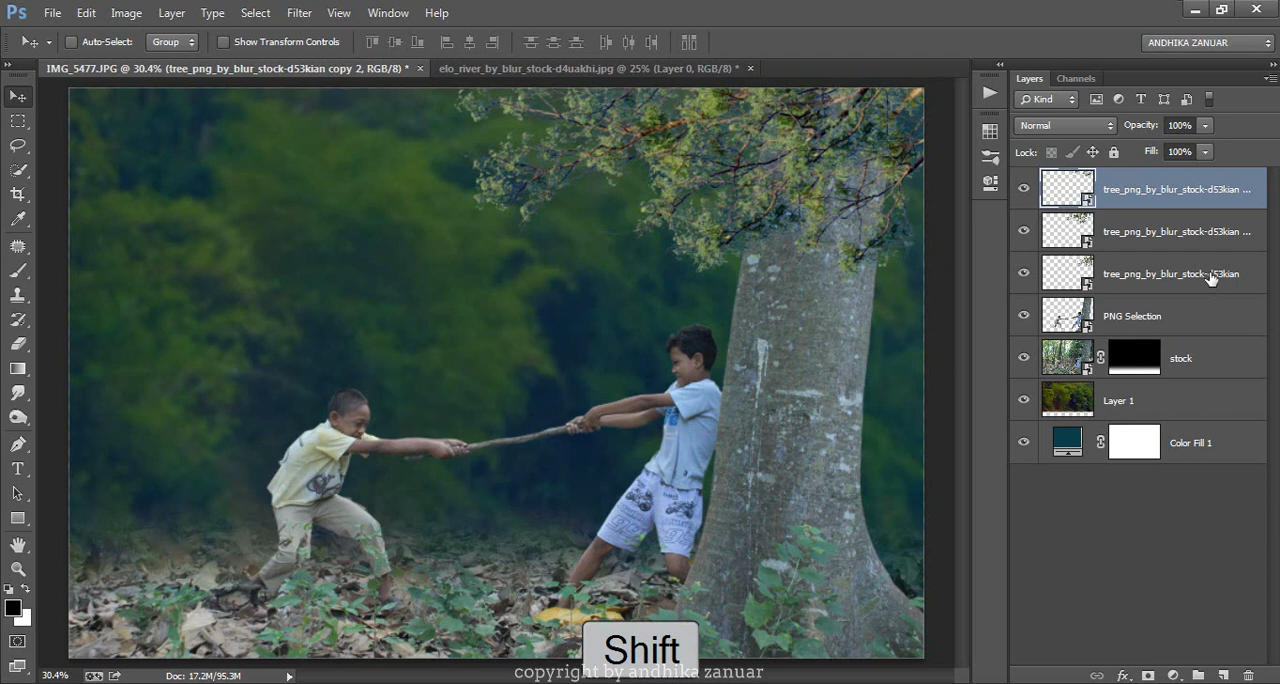 Ps File Edit Image Layer Type Select Filter View Window Help
Auto-Select: Group Show Transform Controls ANDHIKA ZANUAR
IMG_5477.JPG @ 30.4% (tree_png_by_blur_stock-d53kian copy 2, RGB/8) * × elo_river_by_blur_stock-d4uakhi.jpg @ 25% (Layer 0, RGB/8) * ×
Layers Channels
Kind
Normal Opacity: 100%
Lock: Fill: 100%
tree_png_by_blur_stock-d53kian ...
tree_png_by_blur_stock-d53kian ...
tree_png_by_blur_stock-d53kian
PNG Selection
stock
Layer 1
Color Fill 1
Shift
copyright by andhika zanuar
30.4% Doc: 17.2M/95.3M